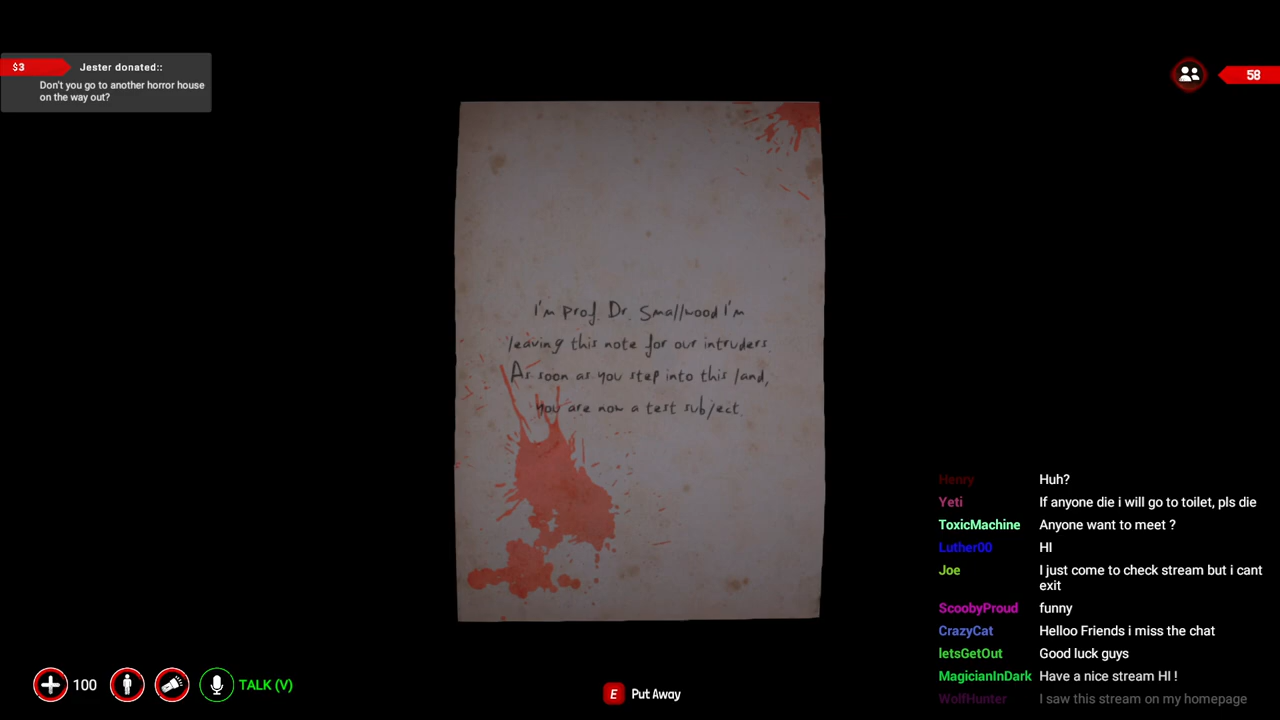 $3
Jester donated::
Don't you go to another horror house
on the way out?
58
I'm Prof. Dr. Smallwood I'm
leaving this note for our intruders.
As soon as you step into this land,
you are now a test subject.
Henry Huh?
Yeti If anyone die i will go to toilet, pls die
ToxicMachine Anyone want to meet ?
Luther00 HI
Joe I just come to check stream but i cant
exit
ScoobyProud funny
CrazyCat Helloo Friends i miss the chat
letsGetOut Good luck guys
MagicianInDark Have a nice stream HI !
WolfHunter I saw this stream on my homepage
100
TALK (V)
E Put Away